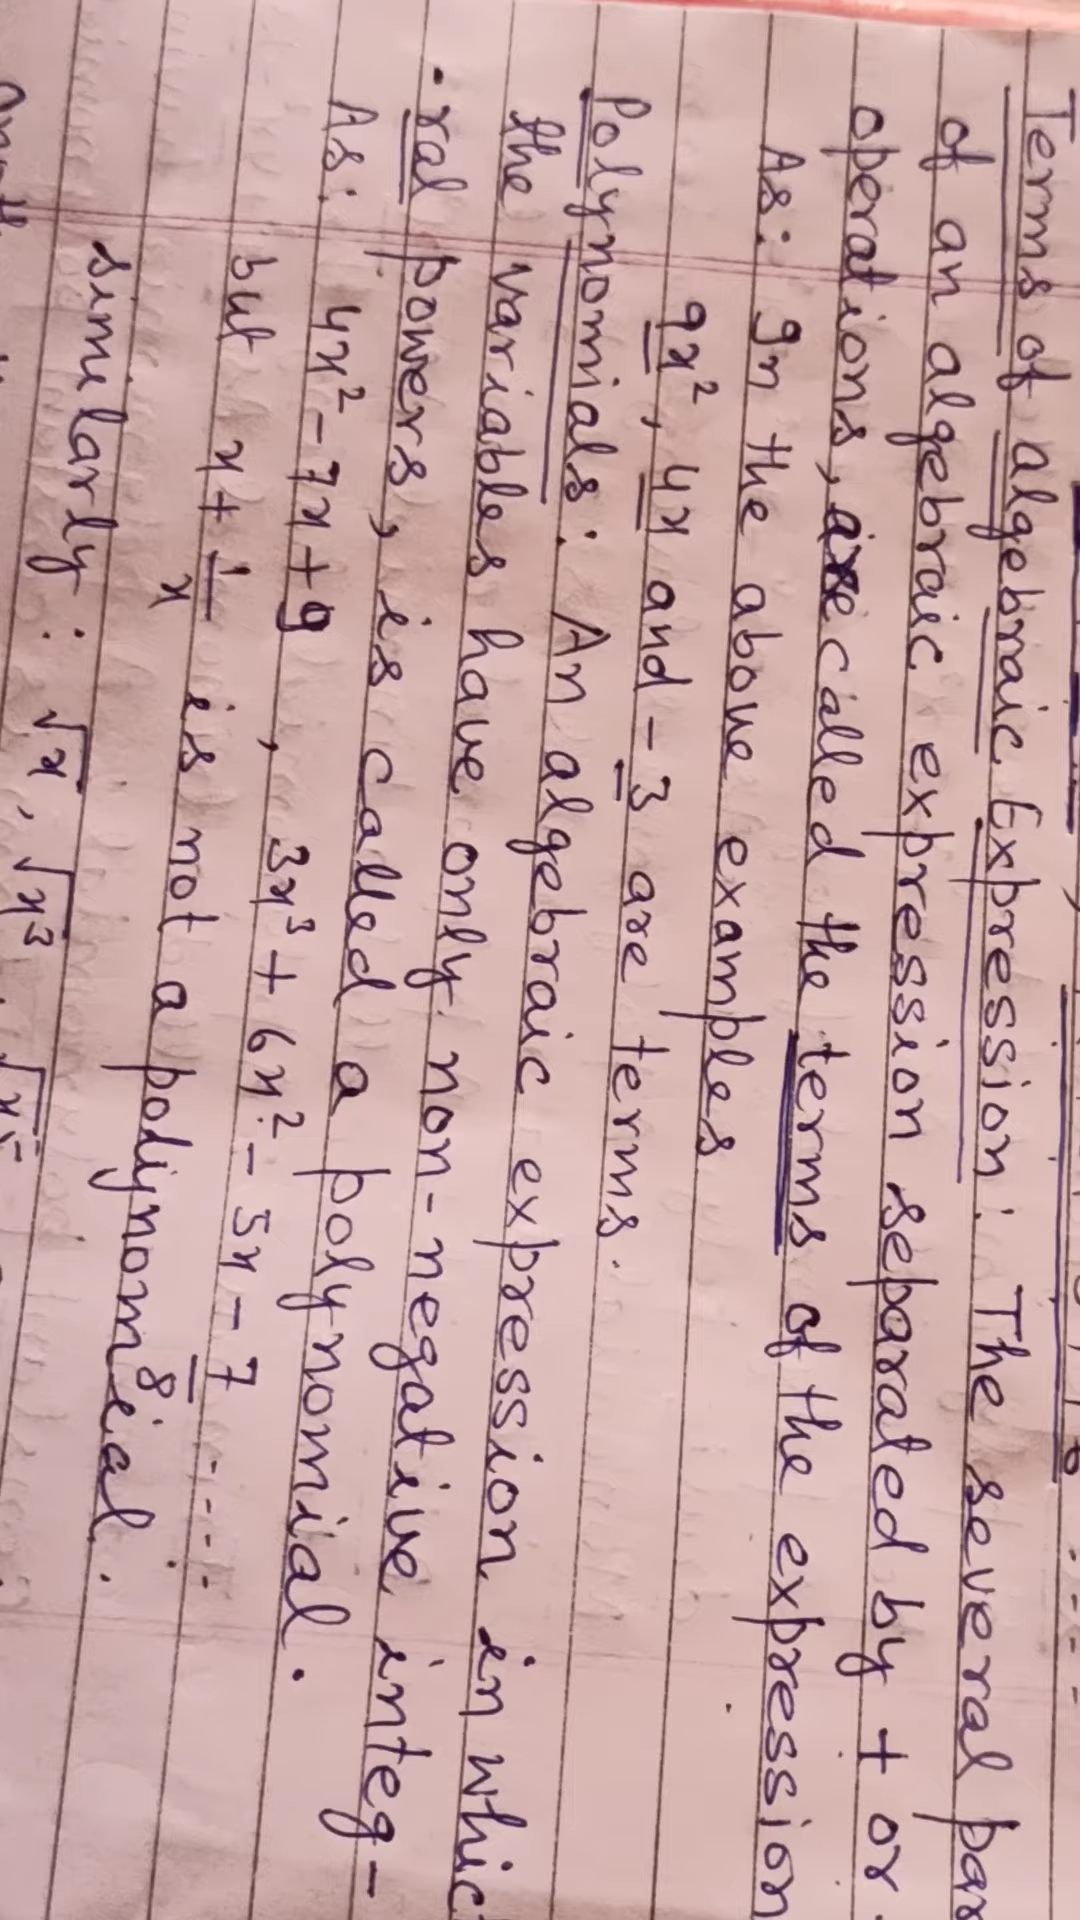 Terms of algebraic Expression: The several par
of an algebraic expression separated by + or -
operations, are called the terms of the expression
As: In the above examples
9x², 4x and -3 are terms.
Polynomials: An algebraic expression in whic
the variables have only non-negative integ-
-ral powers, is called a polynomial.
As: 4x² - 7x + 9, 3x³ + 6x² - 5x - 7/8 ....
but x + 1/x is not a polynomial.
similarly: √x, √x³